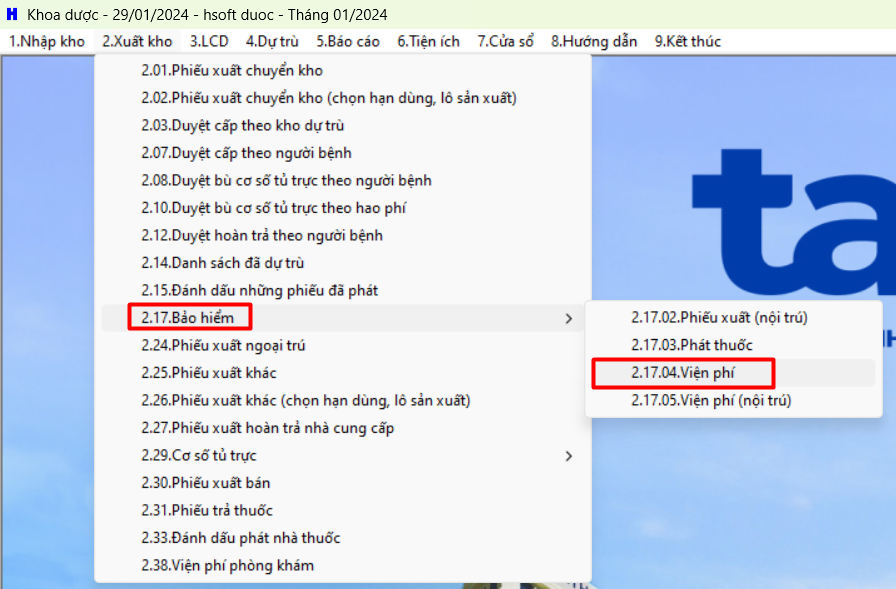 H Khoa dược - 29/01/2024 - hsoft duoc - Tháng 01/2024
1.Nhập kho 2.Xuất kho 3.LCD 4.Dự trù 5.Báo cáo 6.Tiện ích 7.Cửa sổ 8.Hướng dẫn 9.Kết thúc
2.01.Phiếu xuất chuyển kho
2.02.Phiếu xuất chuyển kho (chọn hạn dùng, lô sản xuất)
2.03.Duyệt cấp theo kho dự trù
2.07.Duyệt cấp theo người bệnh
2.08.Duyệt bù cơ số tủ trực theo người bệnh
2.10.Duyệt bù cơ số tủ trực theo hao phí
2.12.Duyệt hoàn trả theo người bệnh
2.14.Danh sách đã dự trù
2.15.Đánh dấu những phiếu đã phát
2.17.Bảo hiểm
2.24.Phiếu xuất ngoại trú
2.25.Phiếu xuất khác
2.26.Phiếu xuất khác (chọn hạn dùng, lô sản xuất)
2.27.Phiếu xuất hoàn trả nhà cung cấp
2.29.Cơ số tủ trực
2.30.Phiếu xuất bán
2.31.Phiếu trả thuốc
2.33.Đánh dấu phát nhà thuốc
2.38.Viện phí phòng khám
2.17.02.Phiếu xuất (nội trú)
2.17.03.Phát thuốc
2.17.04.Viện phí
2.17.05.Viện phí (nội trú)
ta